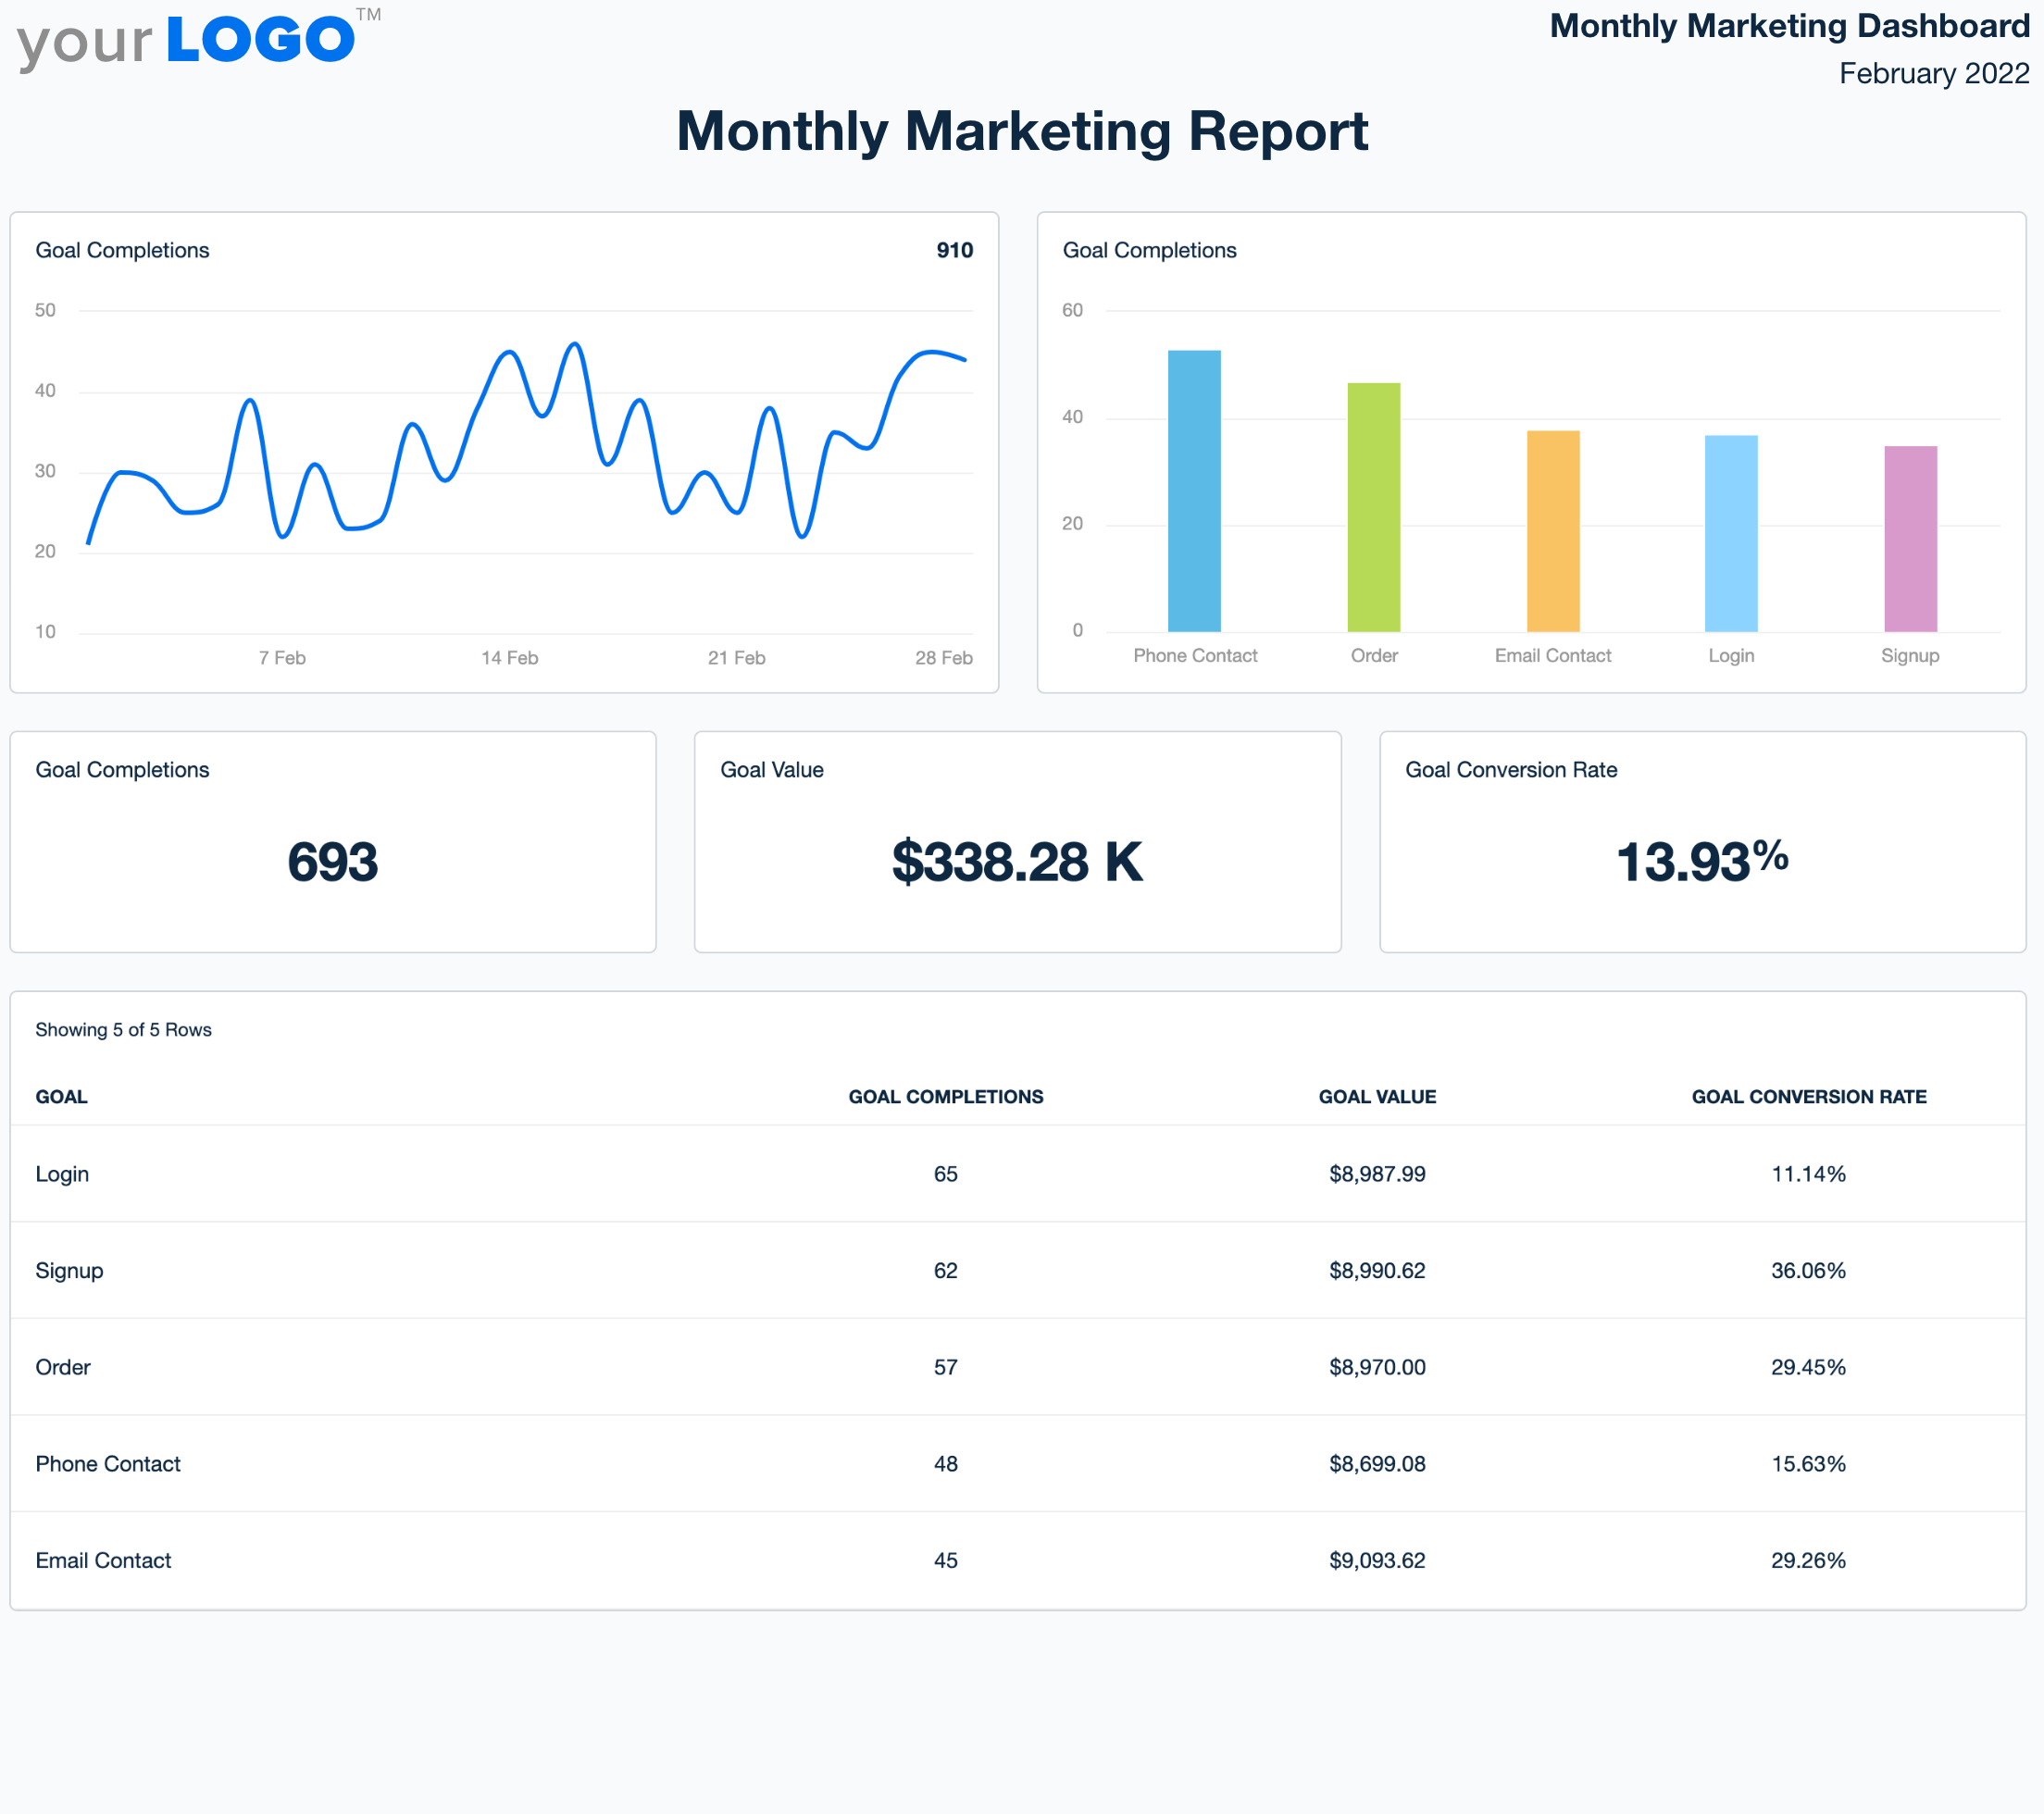 your LOGO™
Monthly Marketing Dashboard
February 2022
Monthly Marketing Report
Goal Completions 910
50
40
30
20
10
7 Feb 14 Feb 21 Feb 28 Feb
Goal Completions
60
40
20
0
Phone Contact Order Email Contact Login Signup
Goal Completions
693
Goal Value
$338.28 K
Goal Conversion Rate
13.93%
Showing 5 of 5 Rows
GOAL GOAL COMPLETIONS GOAL VALUE GOAL CONVERSION RATE
Login 65 $8,987.99 11.14%
Signup 62 $8,990.62 36.06%
Order 57 $8,970.00 29.45%
Phone Contact 48 $8,699.08 15.63%
Email Contact 45 $9,093.62 29.26%